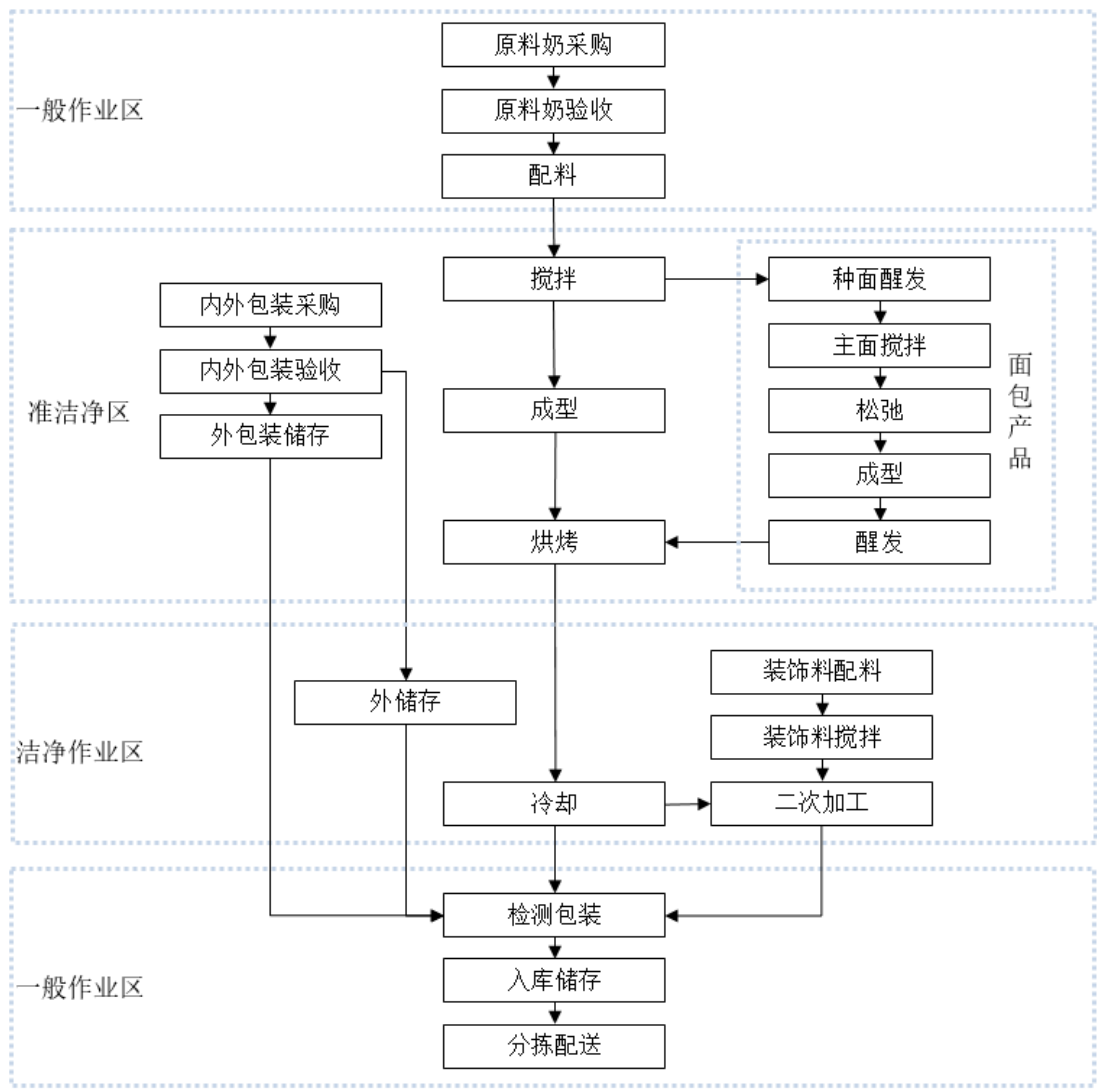 原料奶采购
一般作业区
原料奶验收
配料
搅拌
种面醒发
内外包装采购
主面搅拌
内外包装验收
面包产品
准洁净区
成型
松弛
外包装储存
成型
烘烤
醒发
装饰料配料
外储存
装饰料搅拌
洁净作业区
冷却
二次加工
检测包装
一般作业区
入库储存
分拣配送